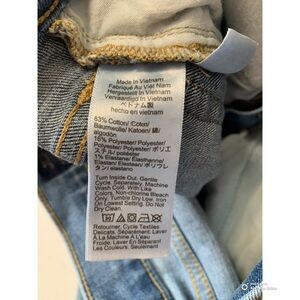 Made In Vietnam
Fabriqué Au Viêt Nam
Hergestellt In Vietnam
Vervaardigd In Vietnam
ベトナム製
hecho en vietnam
83% Cotton/ Coton/
Baumwolle/ Katoen/ 綿/
algodón
16% Polyester/ Polyester/
Polyester/ Polyester/ ポリエ
ステル/ poliéster
1% Elastane/ Elasthanne/
Elastan/ Elastaan/ ポリウレ
タン/ elastano
Turn Inside Out. Gentle
Cycle, Separately, Machine
Wash Cold. With Like
Colors. Non-chlorine Bleach
Only. Tumble Dry Low. Iron
On Lowest Setting. Do Not
Dry Clean.
Retourner. Cycle Textiles
Délicats. Séparément. Laver
À La Machine À L'eau
Froide. Laver En Séparant
Les Couleurs.